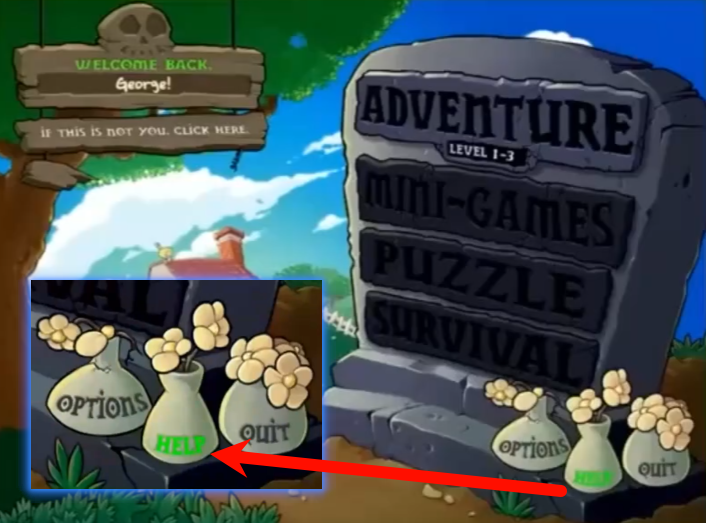 WELCOME BACK,
George!
IF THIS IS NOT YOU, CLICK HERE.
ADVENTURE
LEVEL 1-3
MINI-GAMES
PUZZLE
SURVIVAL
OPTIONS
HELP
QUIT
VAL
OPTIONS
HELP
QUIT